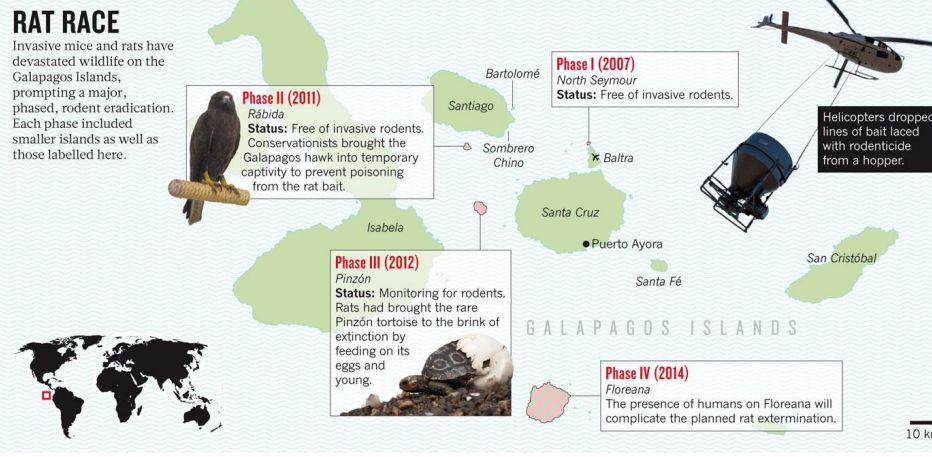 RAT RACE
Invasive mice and rats have
devastated wildlife on the
Galapagos Islands,
prompting a major,
phased, rodent eradication.
Each phase included
smaller islands as well as
those labelled here.
Phase II (2011)
Rábida
Status: Free of invasive rodents.
Conservationists brought the
Galapagos hawk into temporary
captivity to prevent poisoning
from the rat bait.
Bartolomé
Santiago
Sombrero
Chino
Phase I (2007)
North Seymour
Status: Free of invasive rodents.
Baltra
Helicopters dropped
lines of bait laced
with rodenticide
from a hopper.
Isabela
Santa Cruz
Puerto Ayora
Santa Fé
San Cristóbal
Phase III (2012)
Pinzón
Status: Monitoring for rodents.
Rats had brought the rare
Pinzón tortoise to the brink of
extinction by
feeding on its
eggs and
young.
GALAPAGOS ISLANDS
Phase IV (2014)
Floreana
The presence of humans on Floreana will
complicate the planned rat extermination.
10